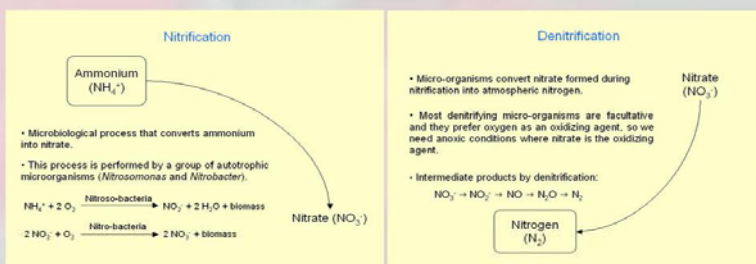 Nitrification
Ammonium
(NH₄⁺)
• Microbiological process that converts ammonium
into nitrate.
• This process is performed by a group of autotrophic
microorganisms (Nitrosomonas and Nitrobacter).
NH₄⁺ + 2 O₂ Nitroso-bacteria → NO₂⁻ + 2 H₂O + biomass
2 NO₂⁻ + O₂ Nitro-bacteria → 2 NO₃⁻ + biomass
Nitrate (NO₃⁻)
Denitrification
• Micro-organisms convert nitrate formed during
nitrification into atmospheric nitrogen.
• Most denitrifying micro-organisms are facultative
and they prefer oxygen as an oxidizing agent, so we
need anoxic conditions where nitrate is the oxidizing
agent.
• Intermediate products by denitrification:
NO₃⁻ → NO₂⁻ → NO → N₂O → N₂
Nitrate
(NO₃⁻)
Nitrogen
(N₂)